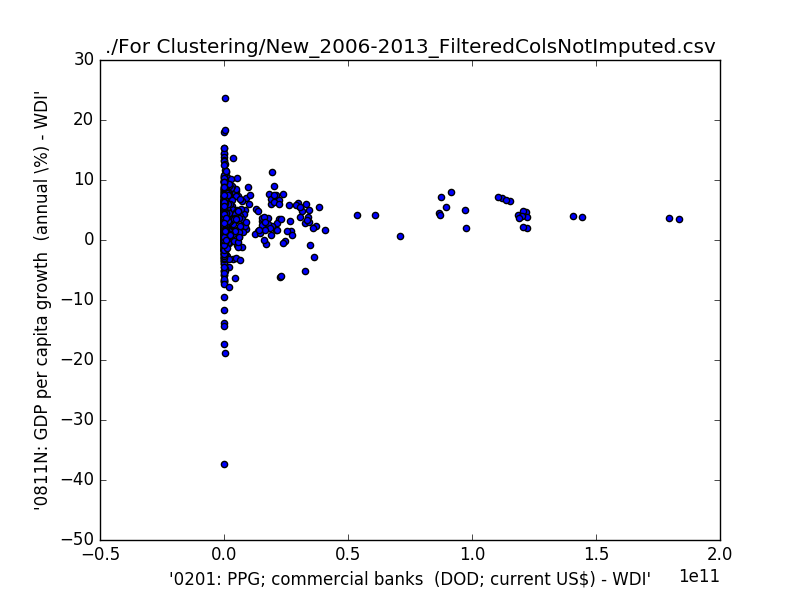 ./For Clustering/New_2006-2013_FilteredColsNotImputed.csv
30
20
10
0
−10
−20
−30
−40
−50
'0811N: GDP per capita growth  (annual \%) - WDI'
−0.5 0.0 0.5 1.0 1.5 2.0
1e11
'0201: PPG; commercial banks  (DOD; current US$) - WDI'